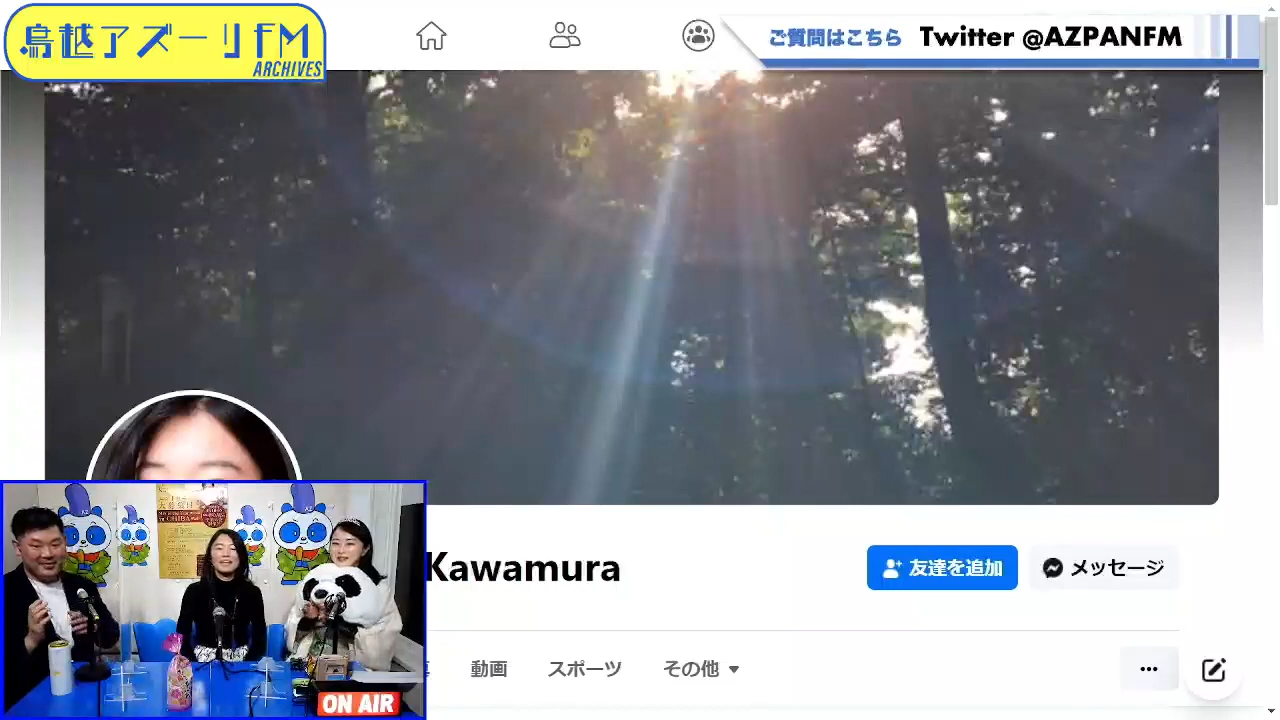 鳥越アズーリFM
ARCHIVES
ご質問はこちら Twitter @AZPANFM
Kawamura
友達を追加
メッセージ
動画
スポーツ
その他
in CHIBA
ON AIR